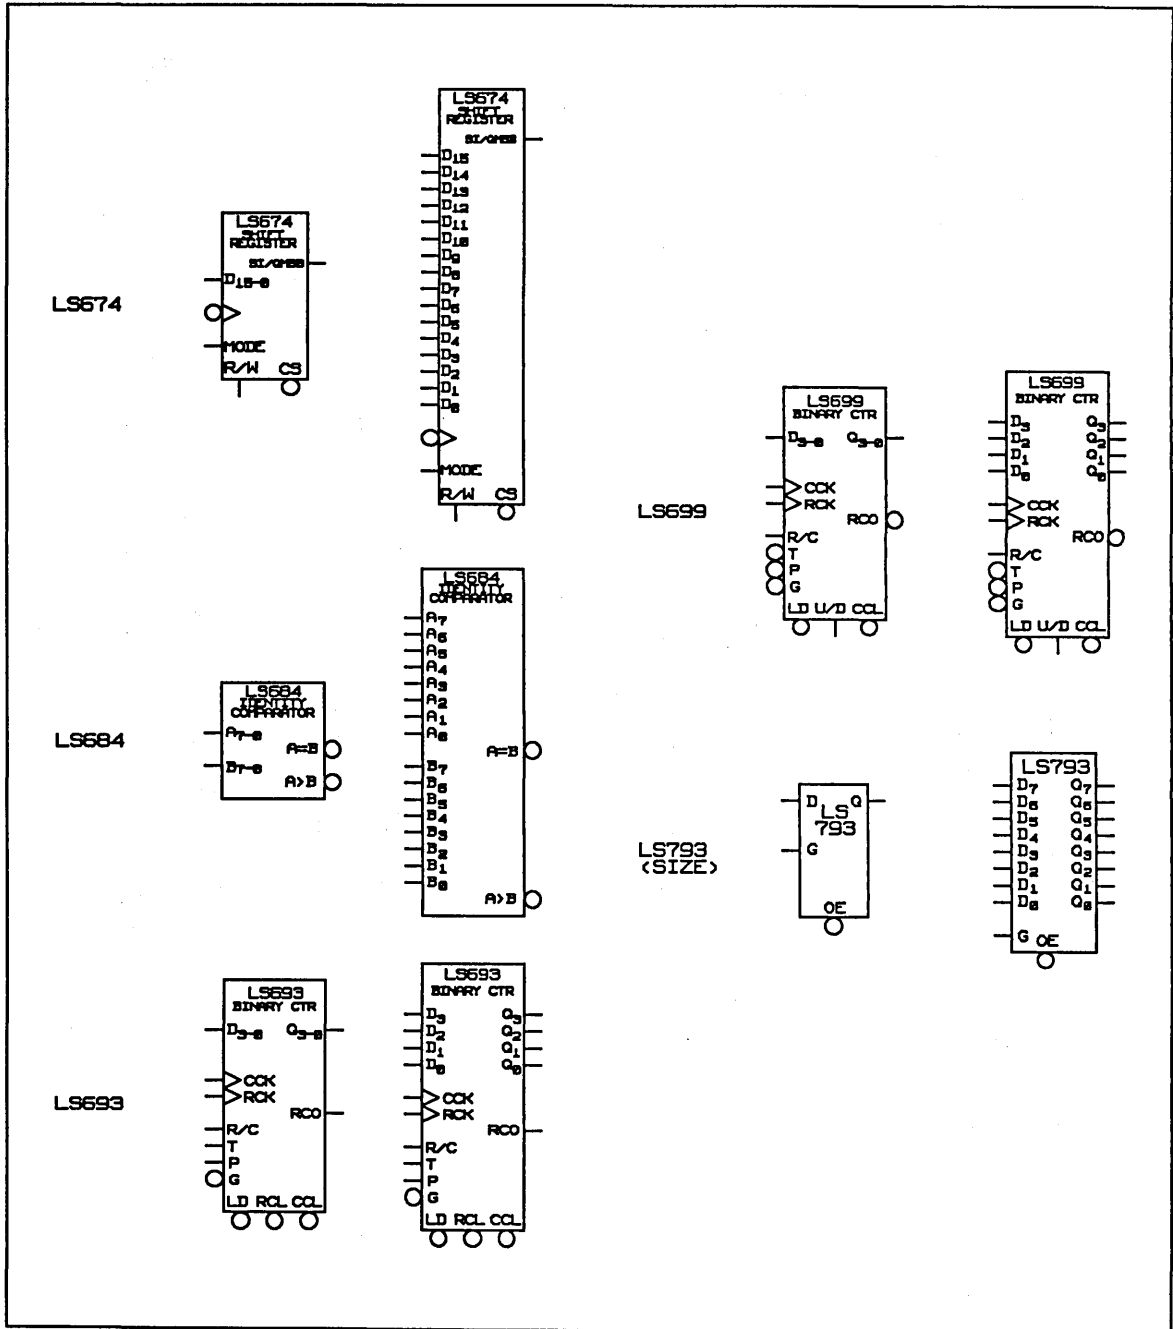 LS674
LS674
SHIFT
REGISTER
SI/QMSB
D15-0
MODE
R/W CS
LS674
SHIFT
REGISTER
SI/QMSB
D15
D14
D13
D12
D11
D10
D9
D8
D7
D6
D5
D4
D3
D2
D1
D0
MODE
R/W CS
LS684
LS684
IDENTITY
COMPARATOR
A7-0
A=B
B7-0
A>B
LS684
IDENTITY
COMPARATOR
A7
A6
A5
A4
A3
A2
A1
A0
A=B
B7
B6
B5
B4
B3
B2
B1
B0
A>B
LS693
LS693
BINARY CTR
D3-0 Q3-0
CCK
RCK
RCO
R/C
T
P
G
LD RCL CCL
LS693
BINARY CTR
D3 Q3
D2 Q2
D1 Q1
D0 Q0
CCK
RCK
RCO
R/C
T
P
G
LD RCL CCL
LS699
LS699
BINARY CTR
D3-0 Q3-0
CCK
RCK
RCO
R/C
T
P
G
LD U/D CCL
LS699
BINARY CTR
D3 Q3
D2 Q2
D1 Q1
D0 Q0
CCK
RCK
RCO
R/C
T
P
G
LD U/D CCL
LS793
(SIZE)
D Q
LS
793
G
OE
LS793
D7 Q7
D6 Q6
D5 Q5
D4 Q4
D3 Q3
D2 Q2
D1 Q1
D0 Q0
G OE